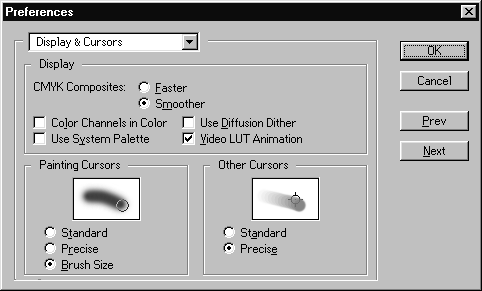 Preferences
Display & Cursors
OK
Cancel
Prev
Next
Display
CMYK Composites:
Faster
Smoother
Color Channels in Color
Use Diffusion Dither
Use System Palette
Video LUT Animation
Painting Cursors
Standard
Precise
Brush Size
Other Cursors
Standard
Precise